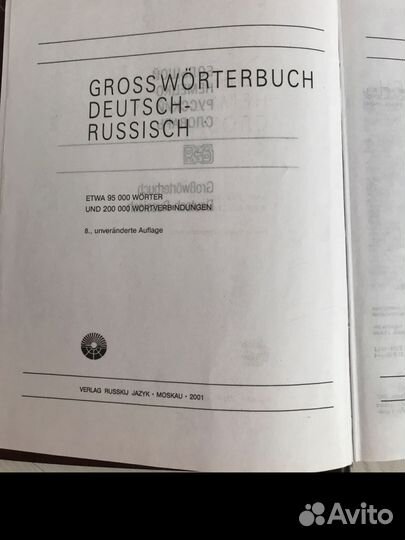 GROSSWÖRTERBUCH
DEUTSCH-
RUSSISCH
ETWA 95 000 WÖRTER
UND 200 000 WORTVERBINDUNGEN
8., unveränderte Auflage
VERLAG RUSSKIJ JAZYK • MOSKAU • 2001
Avito